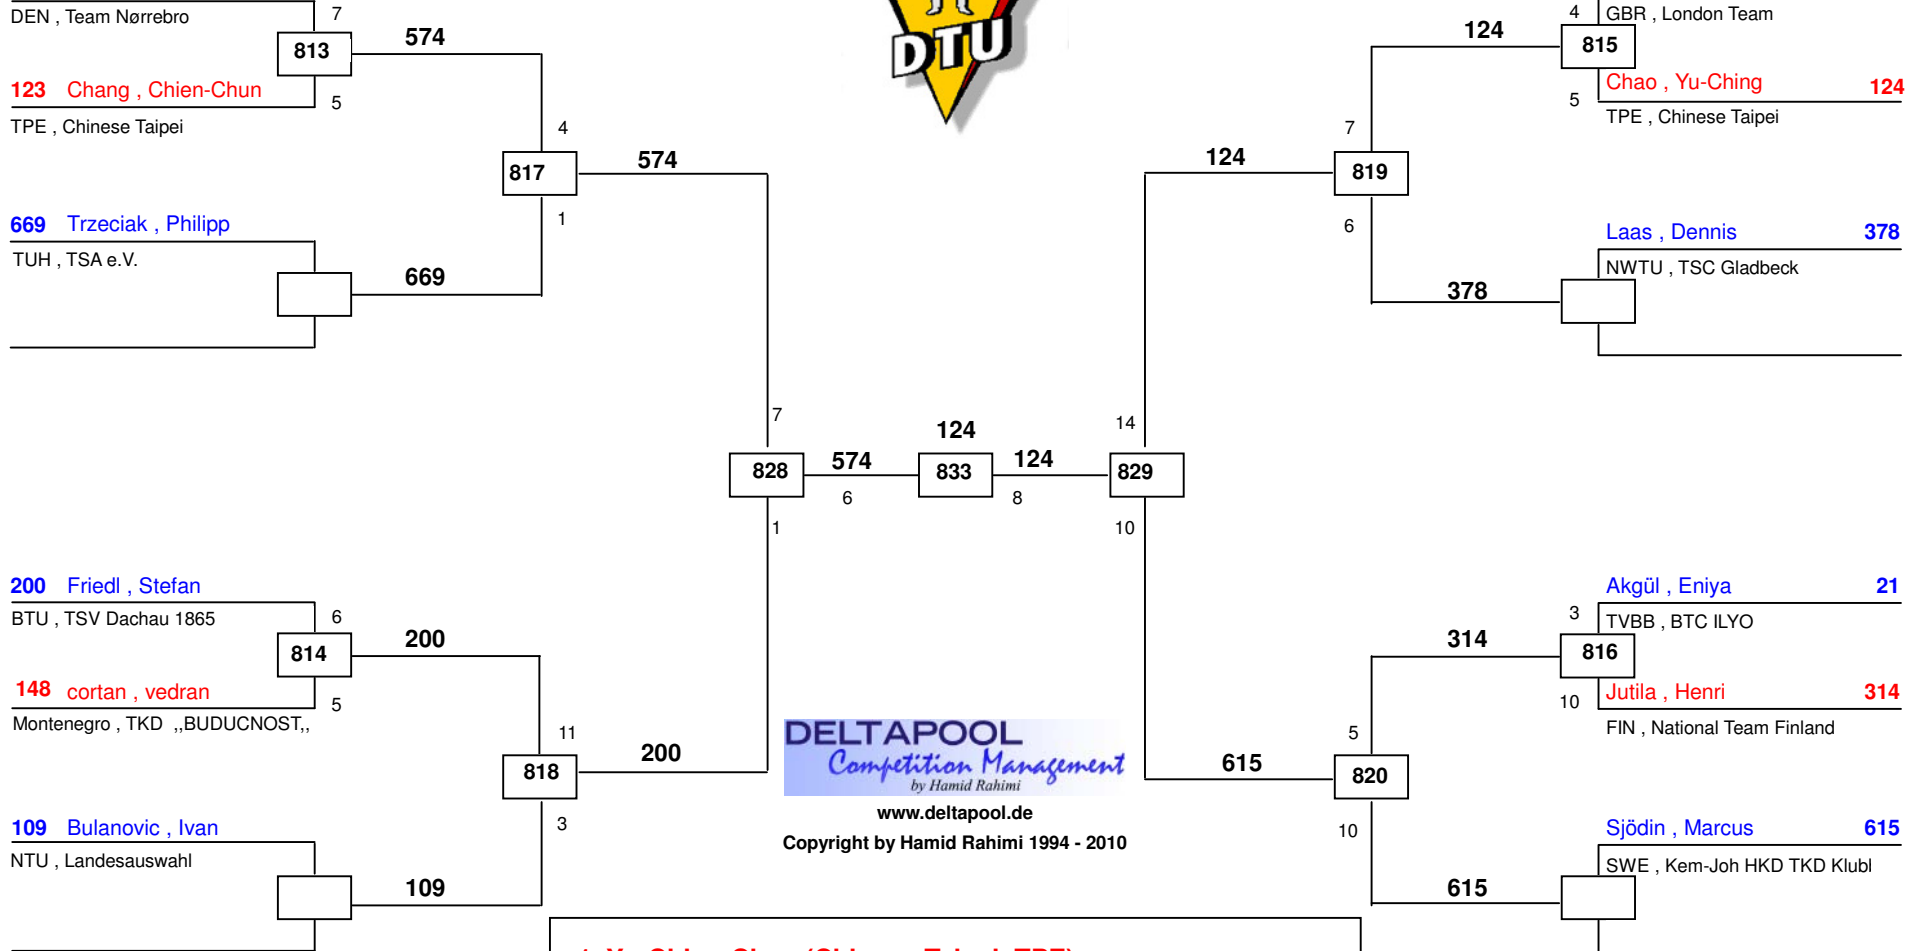 DEN , Team Nørrebro
7
813
574
123 Chang , Chien-Chun
5
TPE , Chinese Taipei
4
817
574
1
669 Trzeciak , Philipp
TUH , TSA e.V.
669
DTU
4
GBR , London Team
124
815
Chao , Yu-Ching 124
5
TPE , Chinese Taipei
7
124
819
6
Laas , Dennis 378
NWTU , TSC Gladbeck
378
7
828
574
6
1
124
833
124
8
14
829
10
200 Friedl , Stefan
BTU , TSV Dachau 1865
6
814
200
148 cortan , vedran
5
Montenegro , TKD ,,BUDUCNOST,,
11
818
200
3
109 Bulanovic , Ivan
NTU , Landesauswahl
109
DELTAPOOL
Competition Management
by Hamid Rahimi
www.deltapool.de
Copyright by Hamid Rahimi 1994 - 2010
Akgül , Eniya 21
3
TVBB , BTC ILYO
314
816
Jutila , Henri 314
10
FIN , National Team Finland
5
615
820
10
Sjödin , Marcus 615
SWE , Kem-Joh HKD TKD Klubl
615